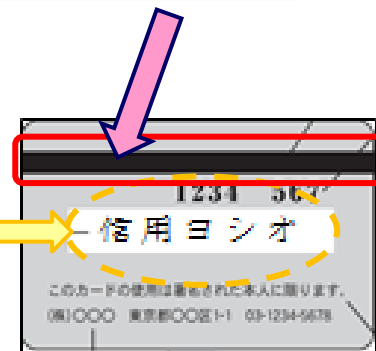 1234 567
信用ヨシオ
このカードの使用は署名された本人に限ります。
(株)〇〇〇 東京都〇〇区1-1 03-1234-5678